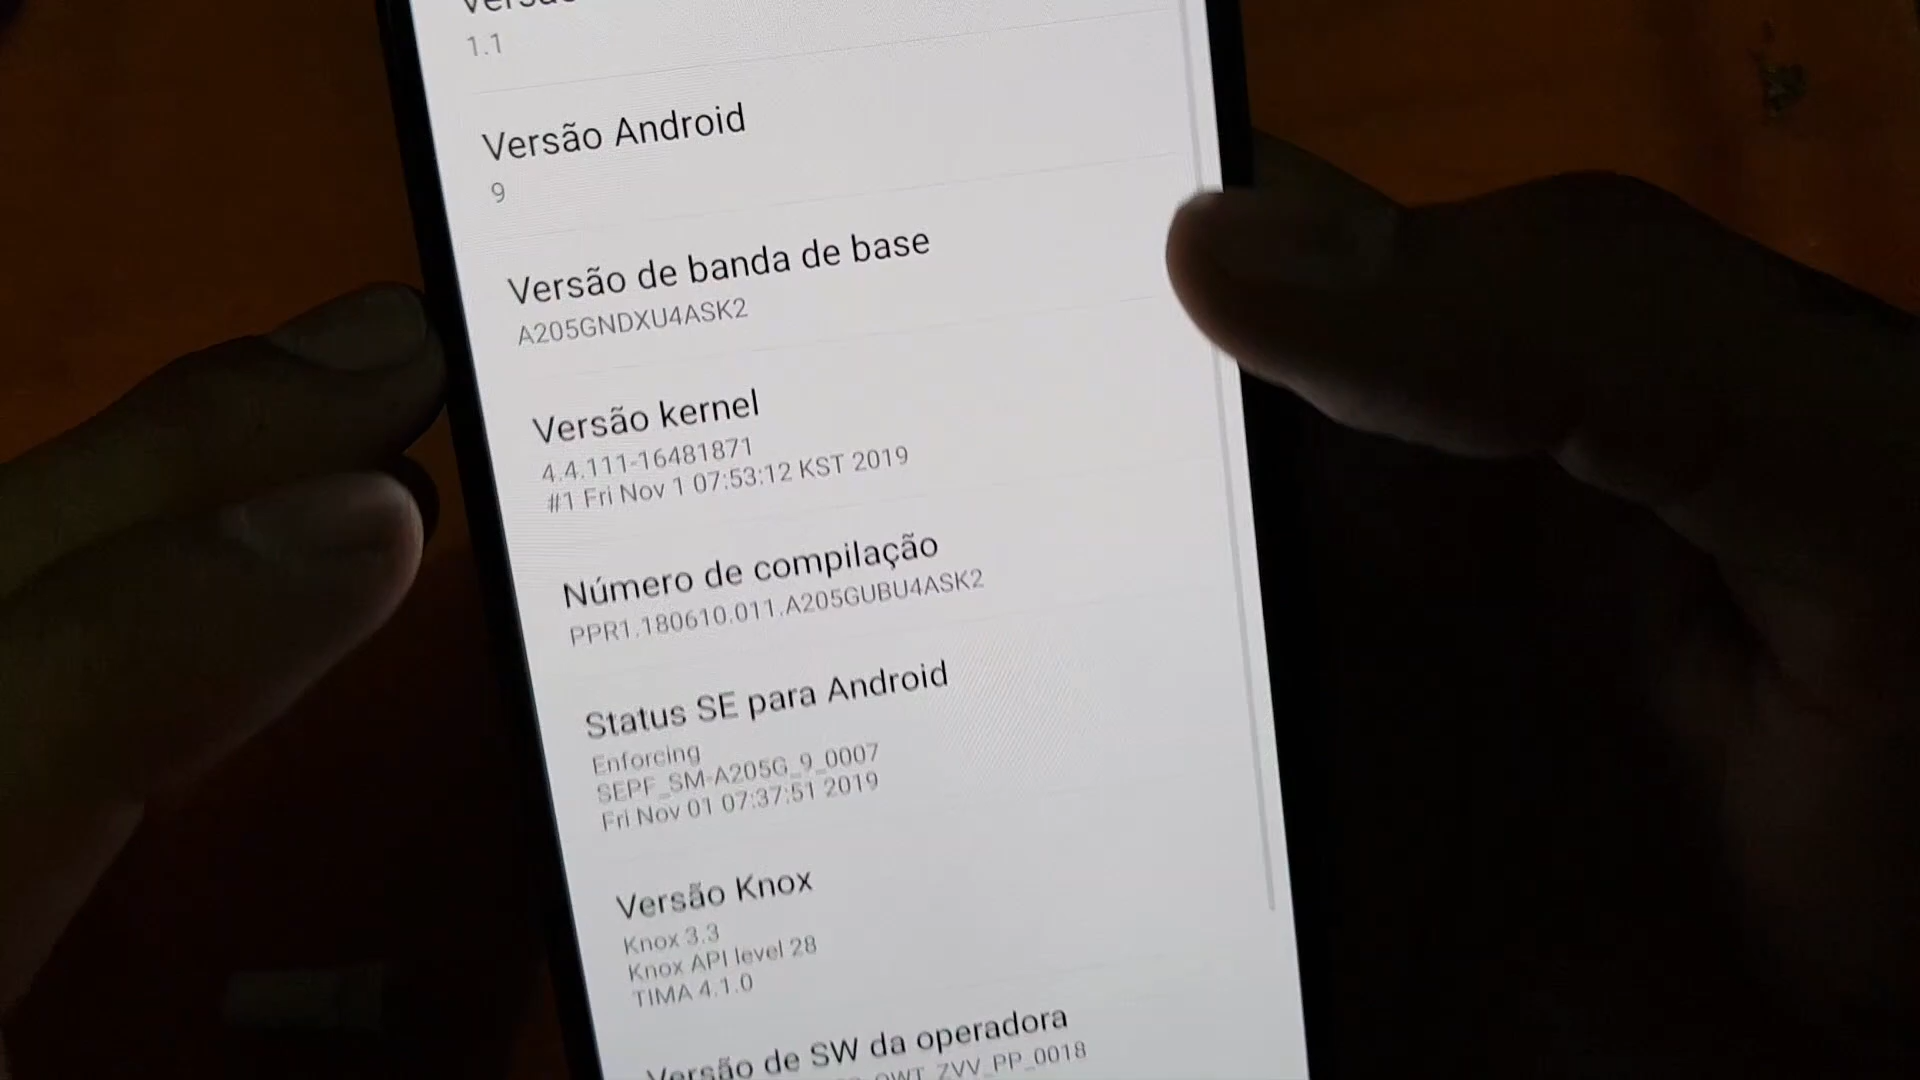 1.1
Versão Android
9
Versão de banda de base
A205GNDXU4ASK2
Versão kernel
4.4.111-16481871
#1 Fri Nov 1 07:53:12 KST 2019
Número de compilação
PPR1.180610.011.A205GUBU4ASK2
Status SE para Android
Enforcing
SEPF_SM-A205G_9_0007
Fri Nov 01 07:37:51 2019
Versão Knox
Knox 3.3
Knox API level 28
TIMA 4.1.0
Versão de SW da operadora
ZVV_PP_0018